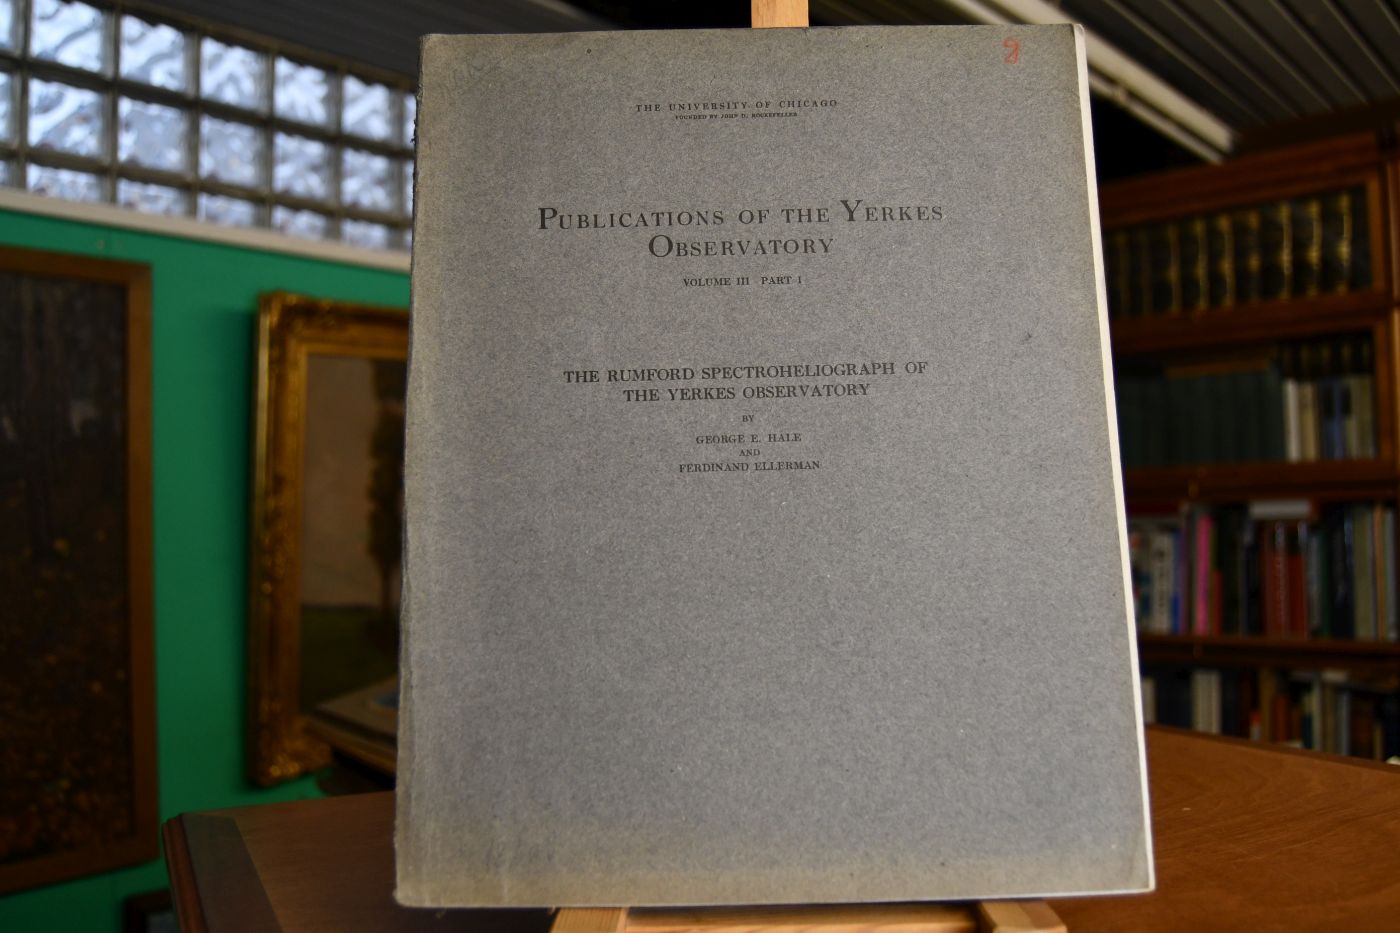 THE UNIVERSITY OF CHICAGO
FOUNDED BY JOHN D. ROCKEFELLER
PUBLICATIONS OF THE YERKES
OBSERVATORY
VOLUME III PART I
THE RUMFORD SPECTROHELIOGRAPH OF
THE YERKES OBSERVATORY
BY
GEORGE E. HALE
AND
FERDINAND ELLERMAN